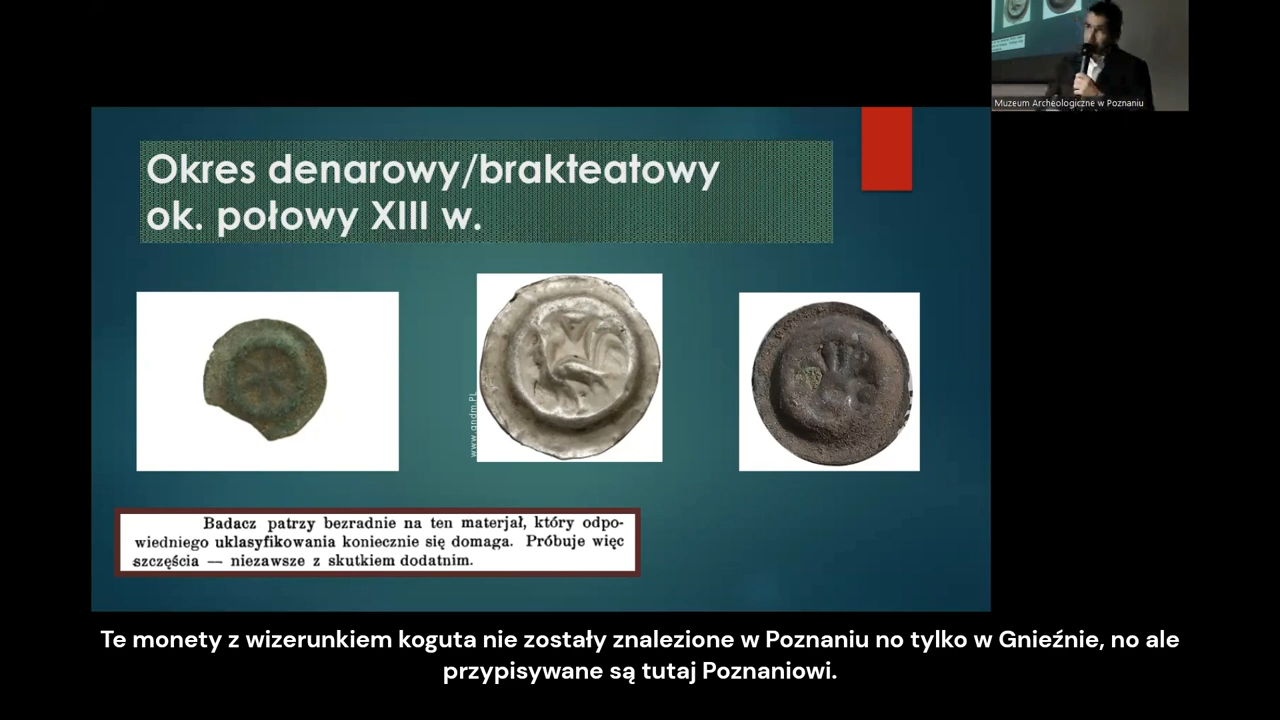 Muzeum Archeologiczne w Poznaniu
Okres denarowy/brakteatowy
ok. połowy XIII w.
www.gndm.PL
Badacz patrzy bezradnie na ten materjał, który odpo-
wiedniego uklasyfikowania koniecznie się domaga. Próbuje więc
szczęścia — niezawsze z skutkiem dodatnim.
Te monety z wizerunkiem koguta nie zostały znalezione w Poznaniu no tylko w Gnieźnie, no ale
przypisywane są tutaj Poznaniowi.